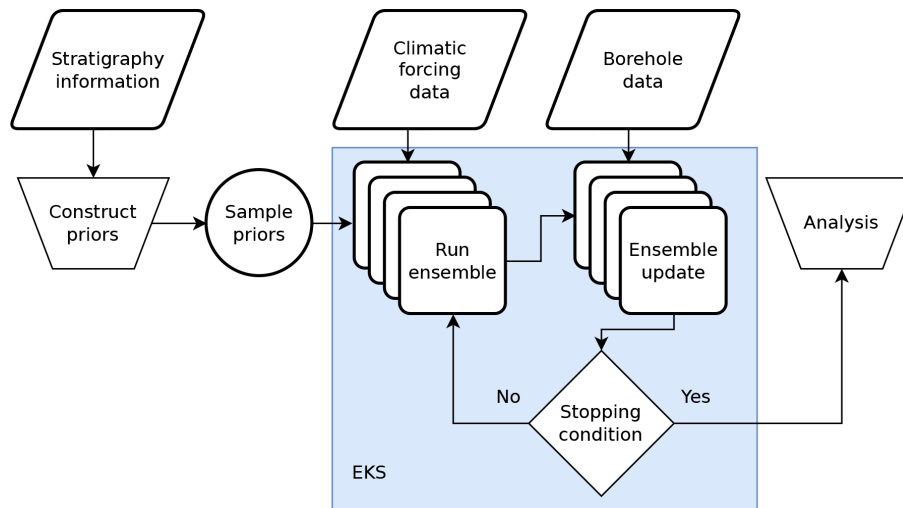 Stratigraphy
information
Climatic
forcing
data
Borehole
data
Construct
priors
Sample
priors
Run
ensemble
Ensemble
update
Analysis
No
Yes
Stopping
condition
EKS